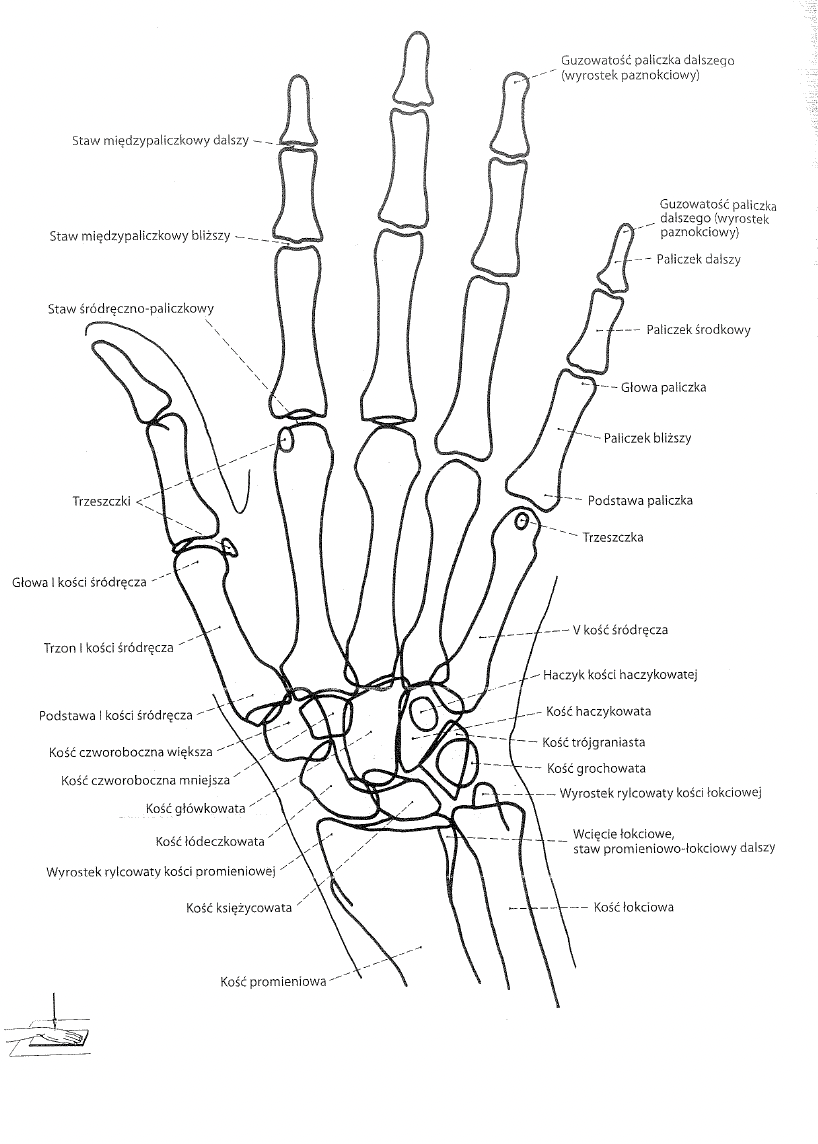 Guzowatość paliczka dalszego
(wyrostek paznokciowy)
Staw międzypaliczkowy dalszy
Guzowatość paliczka
dalszego (wyrostek
paznokciowy)
Staw międzypaliczkowy bliższy
Paliczek dalszy
Staw śródręczno-paliczkowy
Paliczek środkowy
Głowa paliczka
Paliczek bliższy
Trzeszczki
Podstawa paliczka
Trzeszczka
Głowa I kości śródręcza
V kość śródręcza
Trzon I kości śródręcza
Haczyk kości haczykowatej
Podstawa I kości śródręcza
Kość haczykowata
Kość czworoboczna większa
Kość trójgraniasta
Kość grochowata
Kość czworoboczna mniejsza
Wyrostek rylcowaty kości łokciowej
Kość główkowata
Kość łódeczkowata
Wcięcie łokciowe,
staw promieniowo-łokciowy dalszy
Wyrostek rylcowaty kości promieniowej
Kość księżycowata
Kość łokciowa
Kość promieniowa